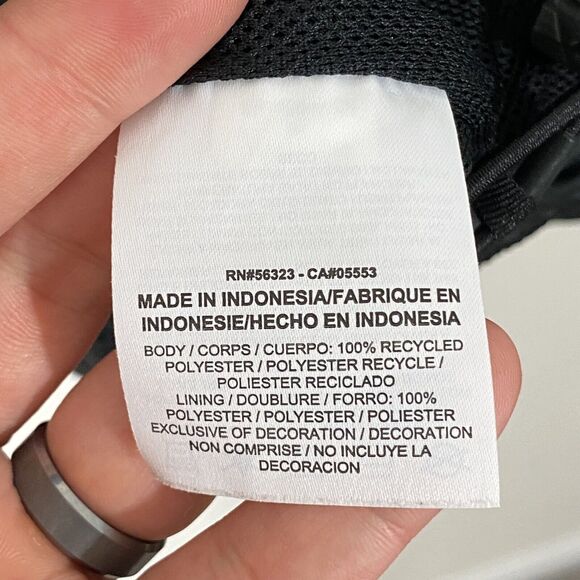 RN#56323 - CA#05553
MADE IN INDONESIA/FABRIQUE EN
INDONESIE/HECHO EN INDONESIA
BODY / CORPS / CUERPO: 100% RECYCLED
POLYESTER / POLYESTER RECYCLE /
POLIESTER RECICLADO
LINING / DOUBLURE / FORRO: 100%
POLYESTER / POLYESTER / POLIESTER
EXCLUSIVE OF DECORATION / DECORATION
NON COMPRISE / NO INCLUYE LA
DECORACIÓN